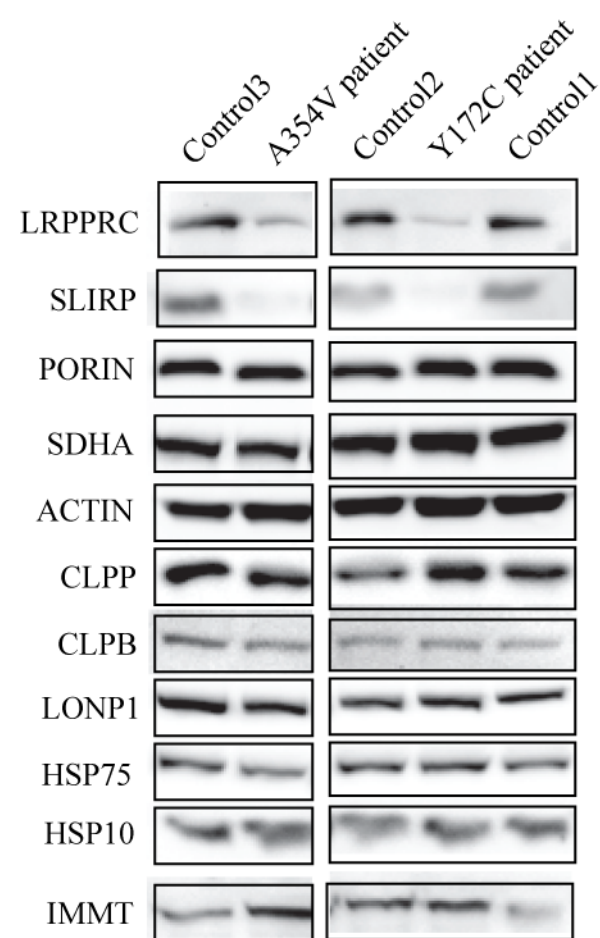 Control3
A354V patient
Control2
Y172C patient
Control1
LRPPRC
SLIRP
PORIN
SDHA
ACTIN
CLPP
CLPB
LONP1
HSP75
HSP10
IMMT